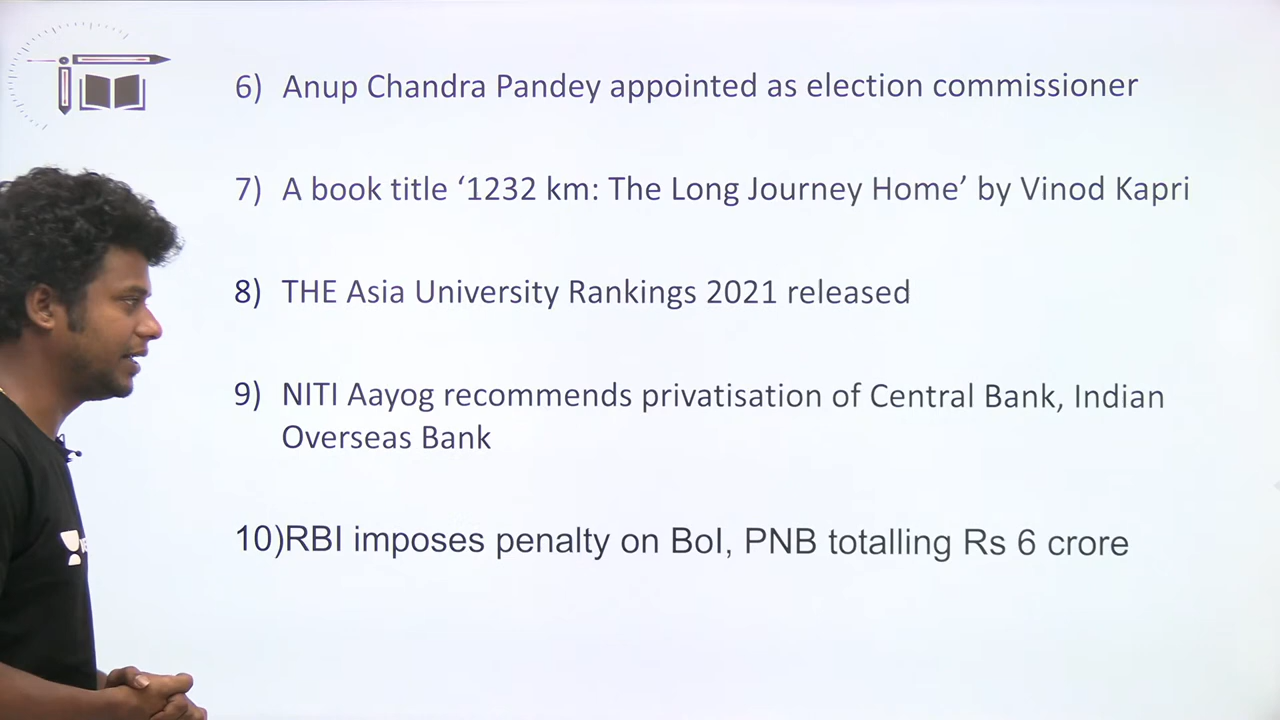 6) Anup Chandra Pandey appointed as election commissioner
7) A book title ‘1232 km: The Long Journey Home’ by Vinod Kapri
8) THE Asia University Rankings 2021 released
9) NITI Aayog recommends privatisation of Central Bank, Indian
Overseas Bank
10)RBI imposes penalty on BoI, PNB totalling Rs 6 crore